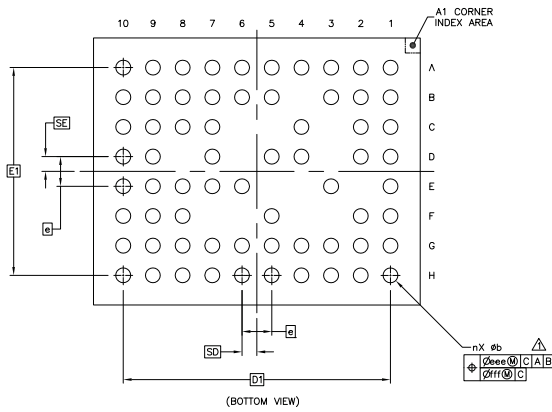 A1 CORNER
INDEX AREA
10 9 8 7 6 5 4 3 2 1
A
B
C
D
E
F
G
H
SE
E1
e
e
SD
D1
nX øb
1
⌖ Øeee Ⓜ C A B
Øfff Ⓜ C
(BOTTOM VIEW)